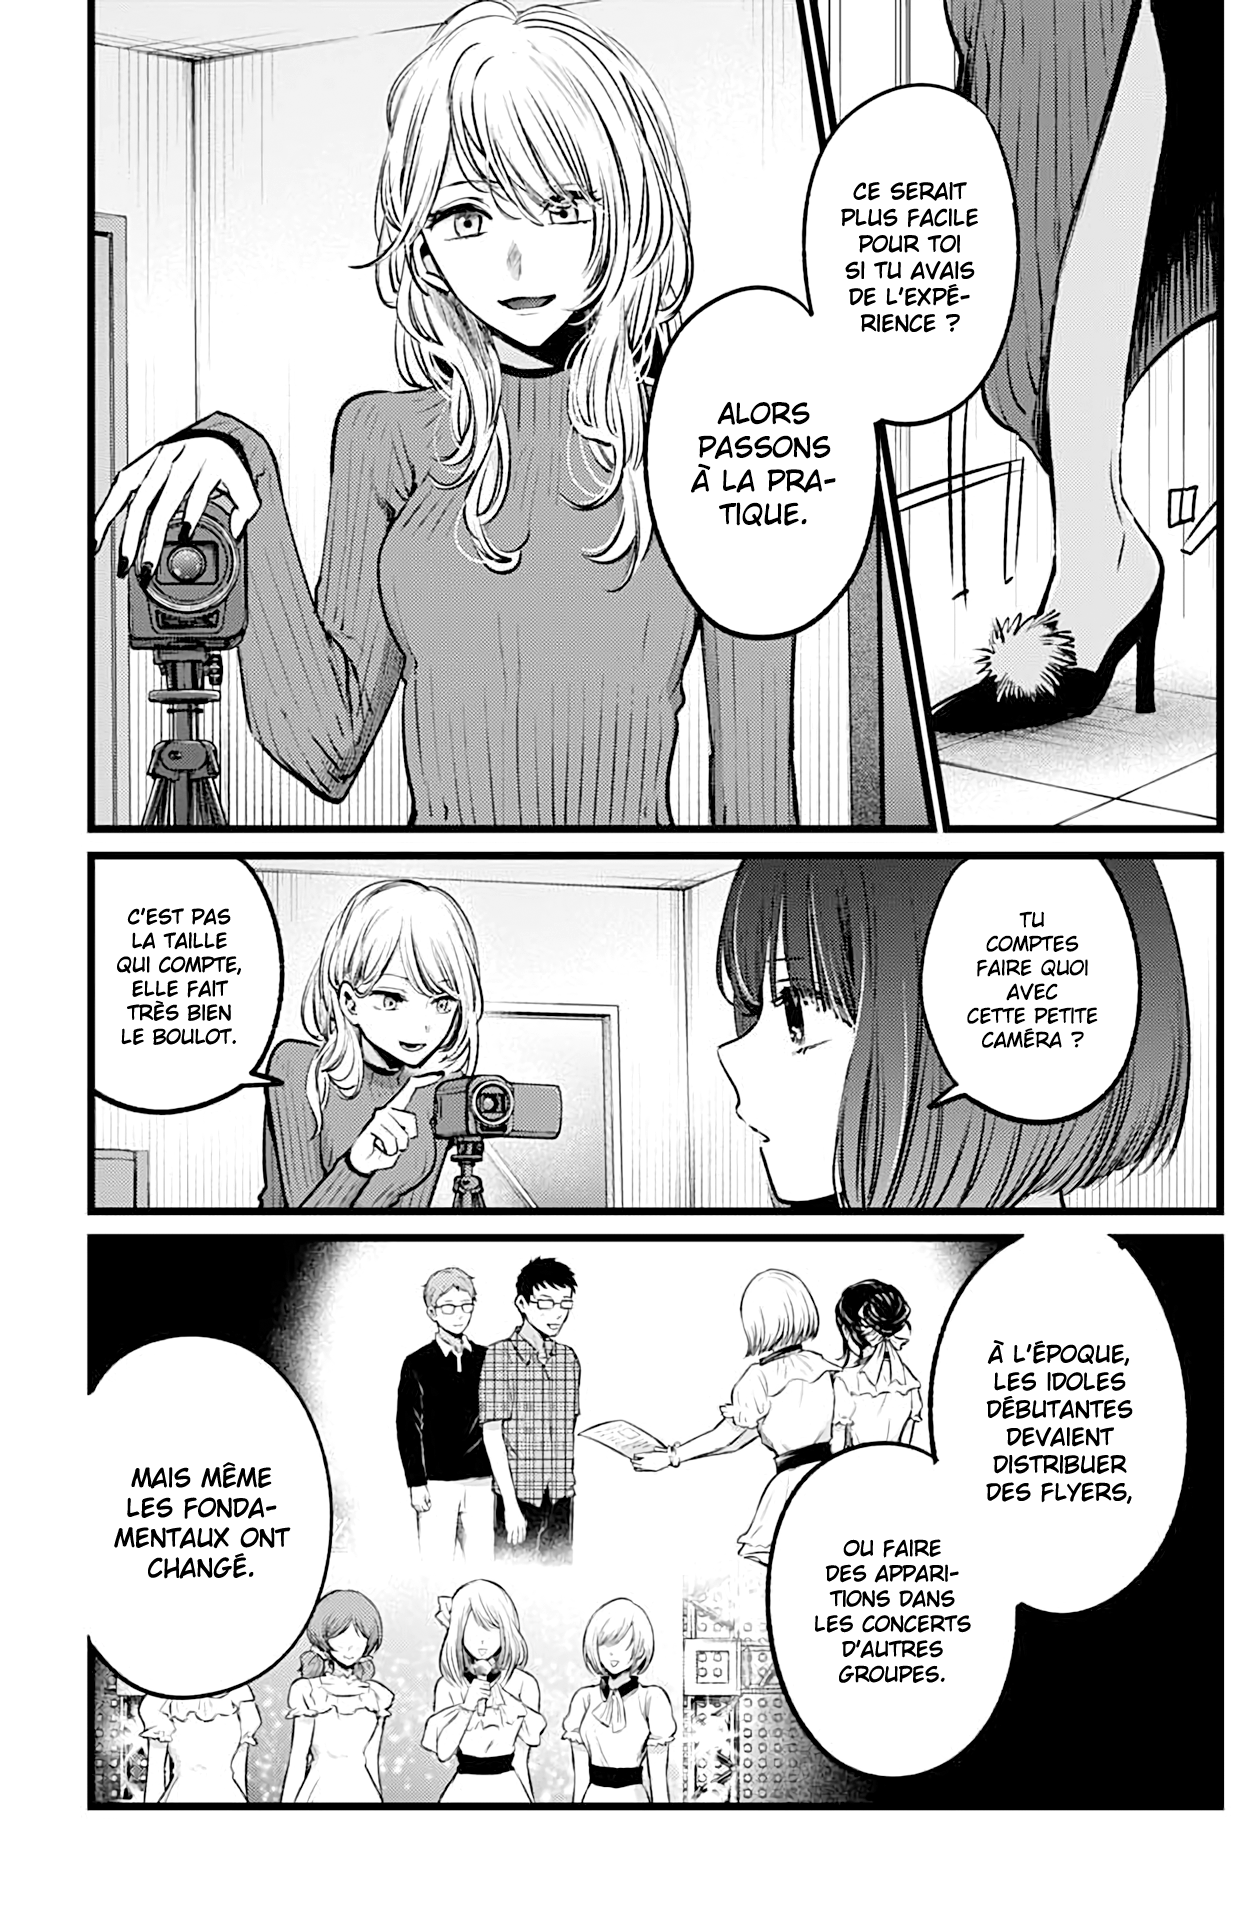 CE SERAIT
PLUS FACILE
POUR TOI
SI TU AVAIS
DE L'EXPÉ-
RIENCE ?
ALORS
PASSONS
À LA PRA-
TIQUE.
TU
COMPTES
FAIRE QUOI
AVEC
CETTE PETITE
CAMÉRA ?
C'EST PAS
LA TAILLE
QUI COMPTE,
ELLE FAIT
TRÈS BIEN
LE BOULOT.
À L'ÉPOQUE,
LES IDOLES
DÉBUTANTES
DEVAIENT
DISTRIBUER
DES FLYERS,
OU FAIRE
DES APPARI-
TIONS DANS
LES CONCERTS
D'AUTRES
GROUPES.
MAIS MÊME
LES FONDA-
MENTAUX ONT
CHANGÉ.